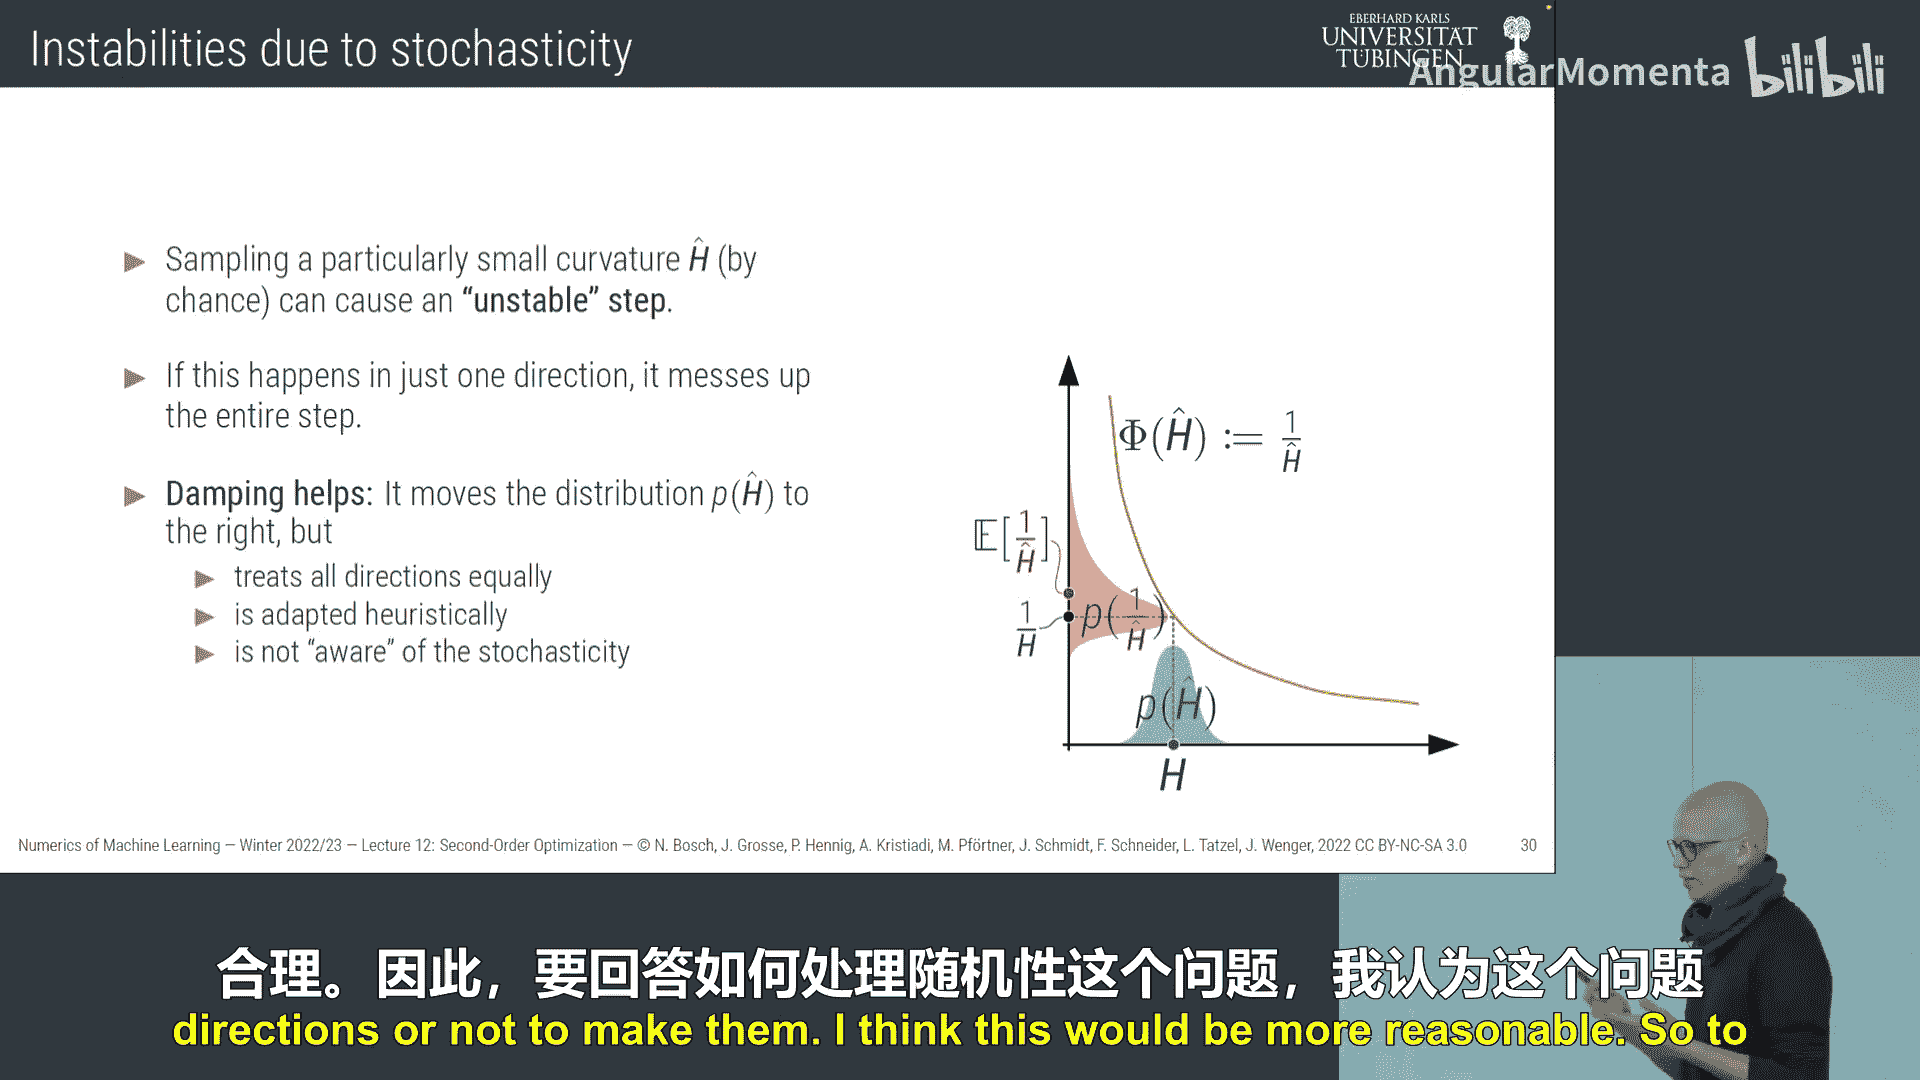 Instabilities due to stochasticity
EBERHARD KARLS
UNIVERSITÄT
TÜBINGEN
AngularMomenta bilibili
▶ Sampling a particularly small curvature Ĥ (by
chance) can cause an “unstable” step.
▶ If this happens in just one direction, it messes up
the entire step.
▶ Damping helps: It moves the distribution p(Ĥ) to
the right, but
▶ treats all directions equally
▶ is adapted heuristically
▶ is not “aware” of the stochasticity
Φ(Ĥ) := 1/Ĥ
𝔼[1/Ĥ]
1/H
p(1/Ĥ)
p(Ĥ)
H
Numerics of Machine Learning — Winter 2022/23 — Lecture 12: Second-Order Optimization — © N. Bosch, J. Grosse, P. Hennig, A. Kristiadi, M. Pförtner, J. Schmidt, F. Schneider, L. Tatzel, J. Wenger, 2022 CC BY-NC-SA 3.0 30
合理。因此，要回答如何处理随机性这个问题，我认为这个问题
directions or not to make them. I think this would be more reasonable. So to